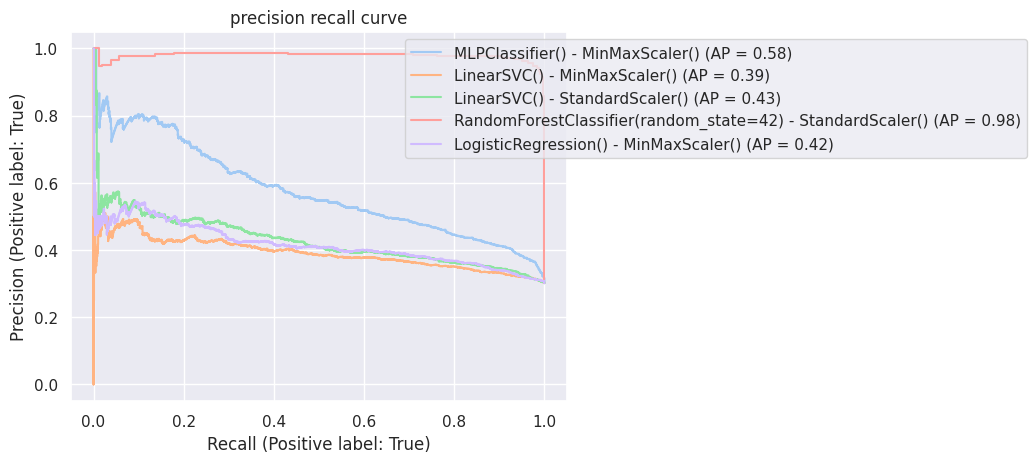 precision recall curve
MLPClassifier() - MinMaxScaler() (AP = 0.58)
LinearSVC() - MinMaxScaler() (AP = 0.39)
LinearSVC() - StandardScaler() (AP = 0.43)
RandomForestClassifier(random_state=42) - StandardScaler() (AP = 0.98)
LogisticRegression() - MinMaxScaler() (AP = 0.42)
Precision (Positive label: True)
1.0
0.8
0.6
0.4
0.2
0.0
0.0 0.2 0.4 0.6 0.8 1.0
Recall (Positive label: True)